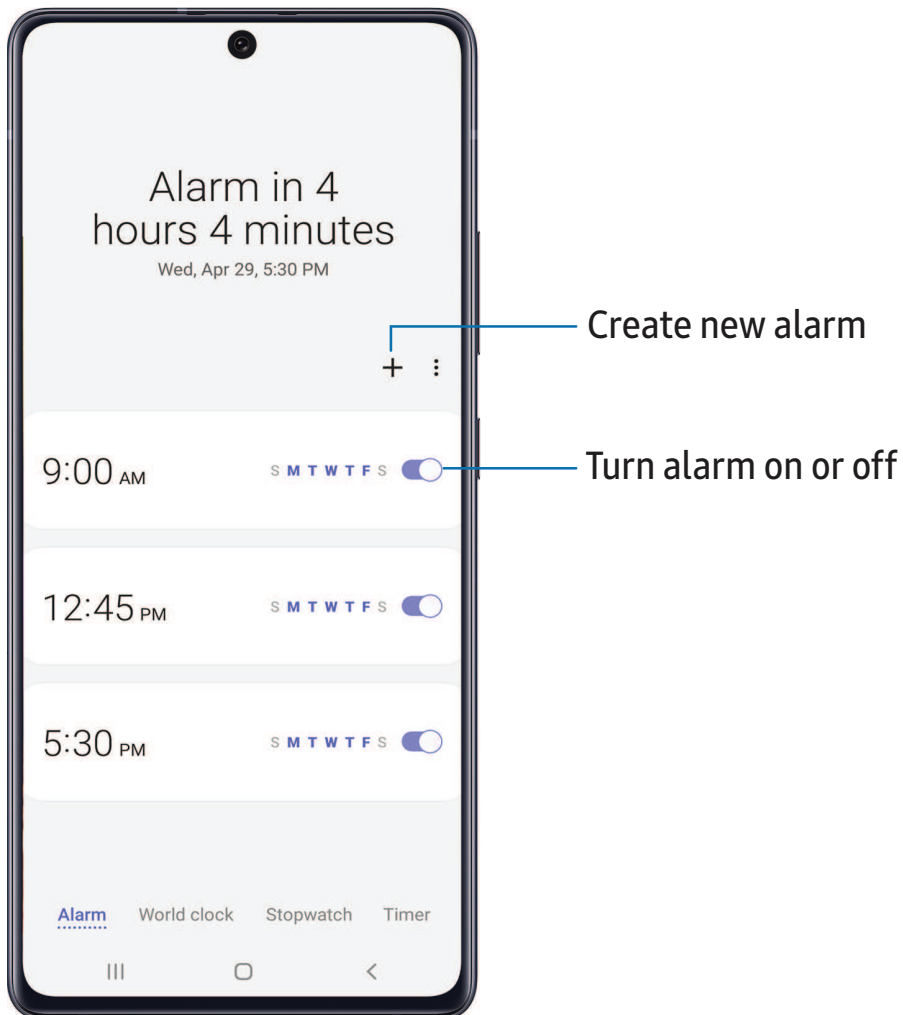 Alarm in 4
hours 4 minutes
Wed, Apr 29, 5:30 PM
Create new alarm
9:00 AM S M T W T F S
Turn alarm on or off
12:45 PM S M T W T F S
5:30 PM S M T W T F S
Alarm World clock Stopwatch Timer